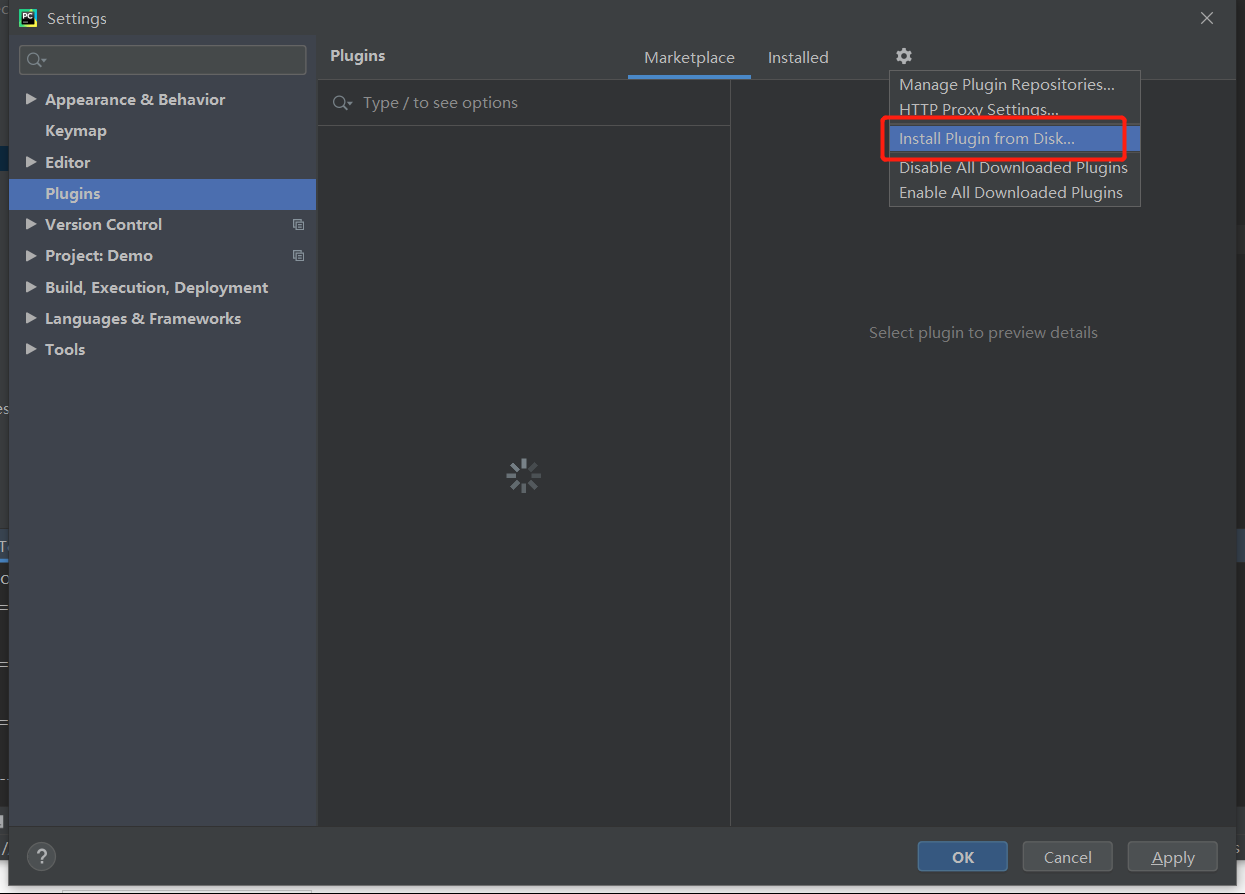 PC
Settings
Plugins
Marketplace
Installed
Type / to see options
Manage Plugin Repositories...
HTTP Proxy Settings...
Install Plugin from Disk...
Disable All Downloaded Plugins
Enable All Downloaded Plugins
Appearance & Behavior
Keymap
Editor
Plugins
Version Control
Project: Demo
Build, Execution, Deployment
Languages & Frameworks
Tools
Select plugin to preview details
?
OK
Cancel
Apply